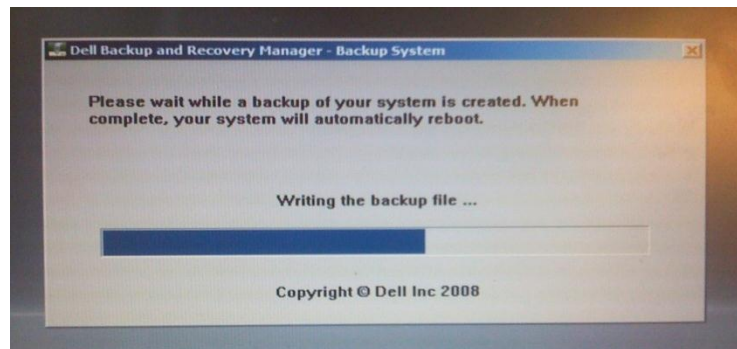 Dell Backup and Recovery Manager - Backup System
Please wait while a backup of your system is created. When
complete, your system will automatically reboot.
Writing the backup file ...
Copyright © Dell Inc 2008